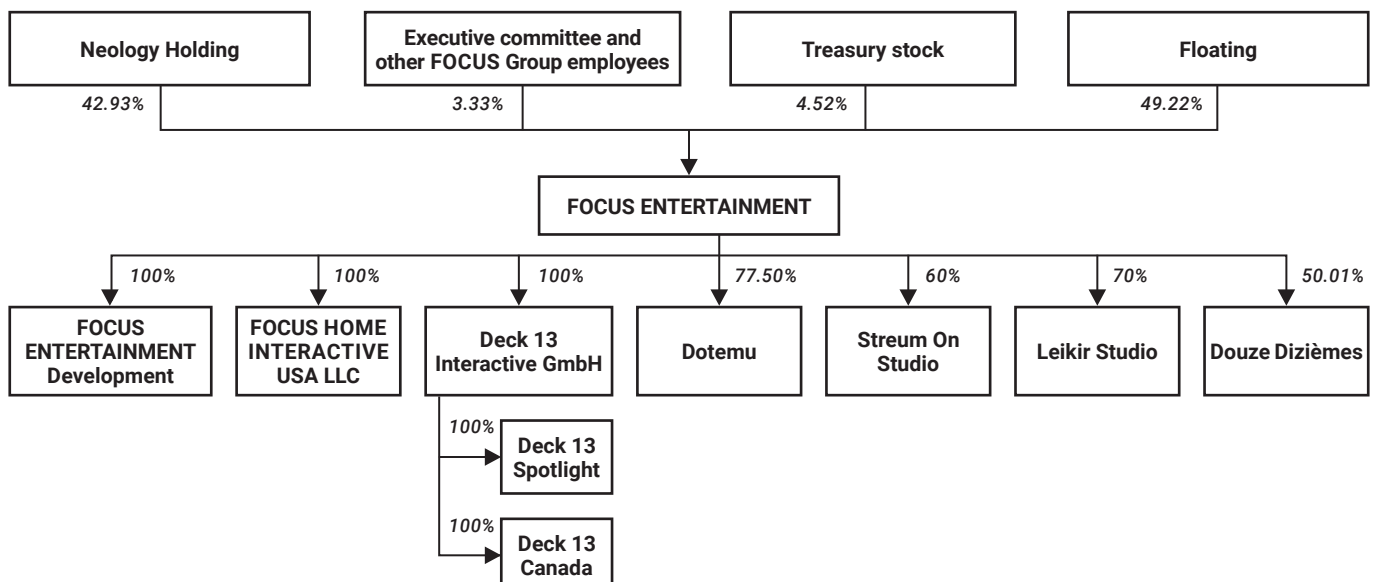 Neology Holding
Executive committee and
other FOCUS Group employees
Treasury stock
Floating
42.93%
3.33%
4.52%
49.22%
FOCUS ENTERTAINMENT
100%
100%
100%
77.50%
60%
70%
50.01%
FOCUS
ENTERTAINMENT
Development
FOCUS HOME
INTERACTIVE
USA LLC
Deck 13
Interactive GmbH
Dotemu
Streum On
Studio
Leikir Studio
Douze Dizièmes
100%
Deck 13
Spotlight
100%
Deck 13
Canada